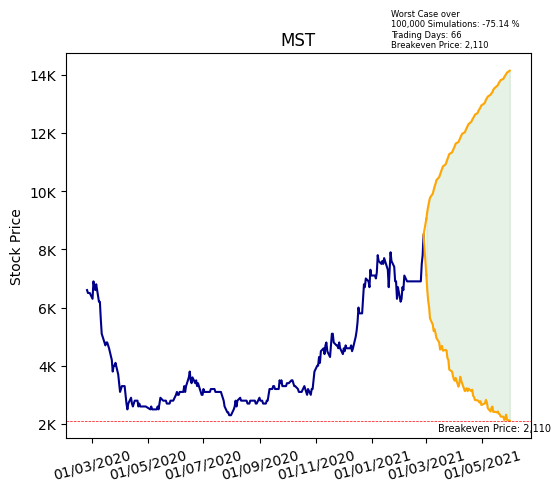 Worst Case over
100,000 Simulations: -75.14 %
Trading Days: 66
Breakeven Price: 2,110
MST
Stock Price
14K
12K
10K
8K
6K
4K
2K
Breakeven Price: 2,110
01/03/2020 01/05/2020 01/07/2020 01/09/2020 01/11/2020 01/01/2021 01/03/2021 01/05/2021